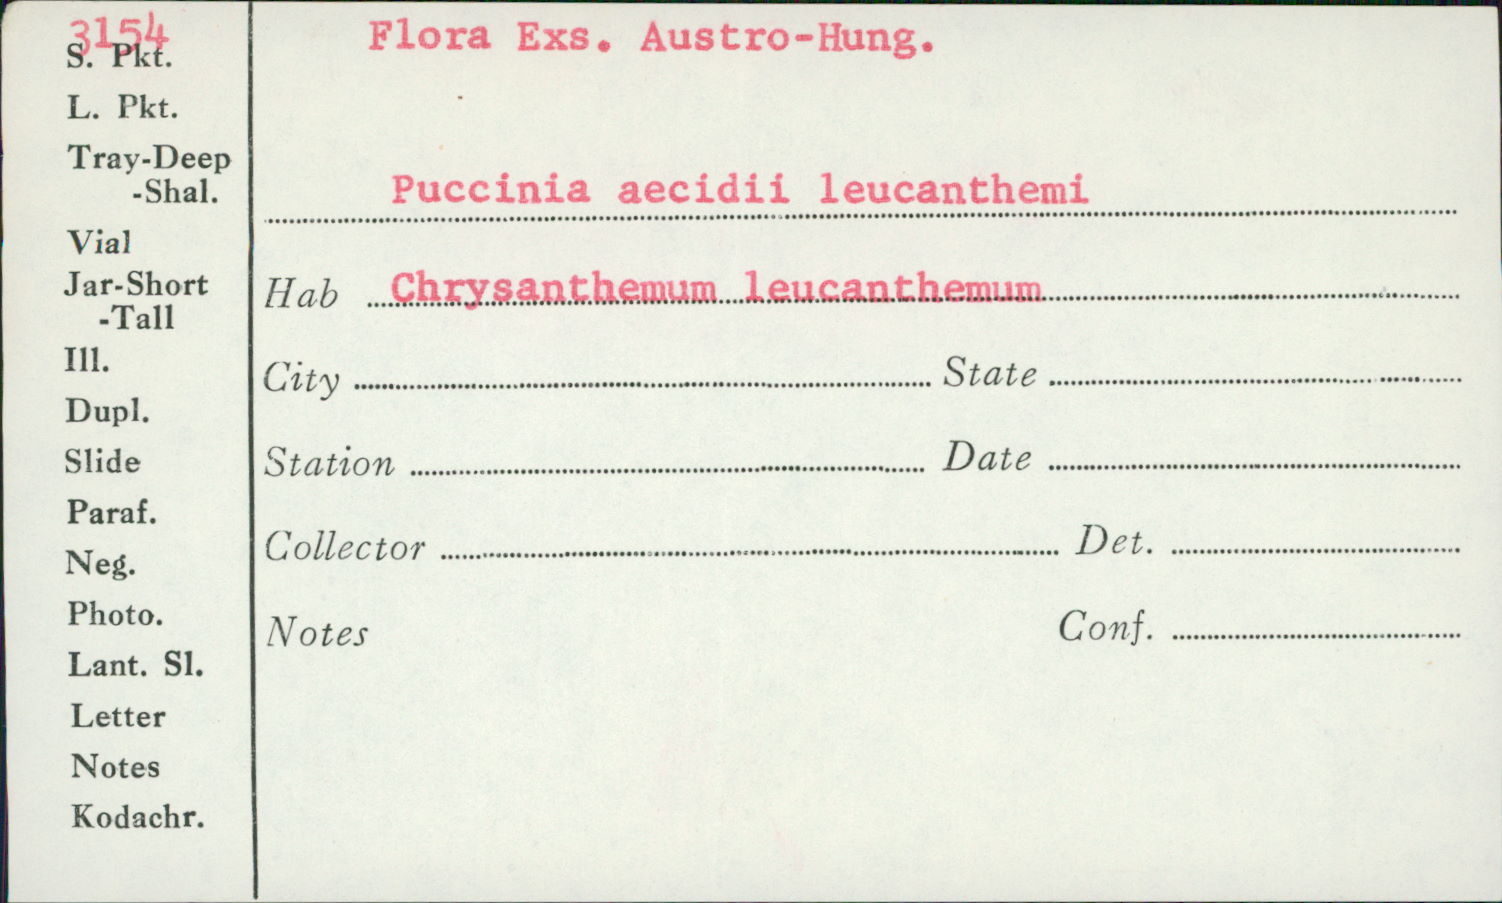 3154
Flora Exs. Austro-Hung.
S. Pkt.
L. Pkt.
Tray-Deep
-Shal.
Vial
Jar-Short
-Tall
Ill.
Dupl.
Slide
Paraf.
Neg.
Photo.
Lant. Sl.
Letter
Notes
Kodachr.
Puccinia aecidii leucanthemi
Hab Chrysanthemum leucanthemum
City State
Station Date
Collector Det.
Notes Conf.